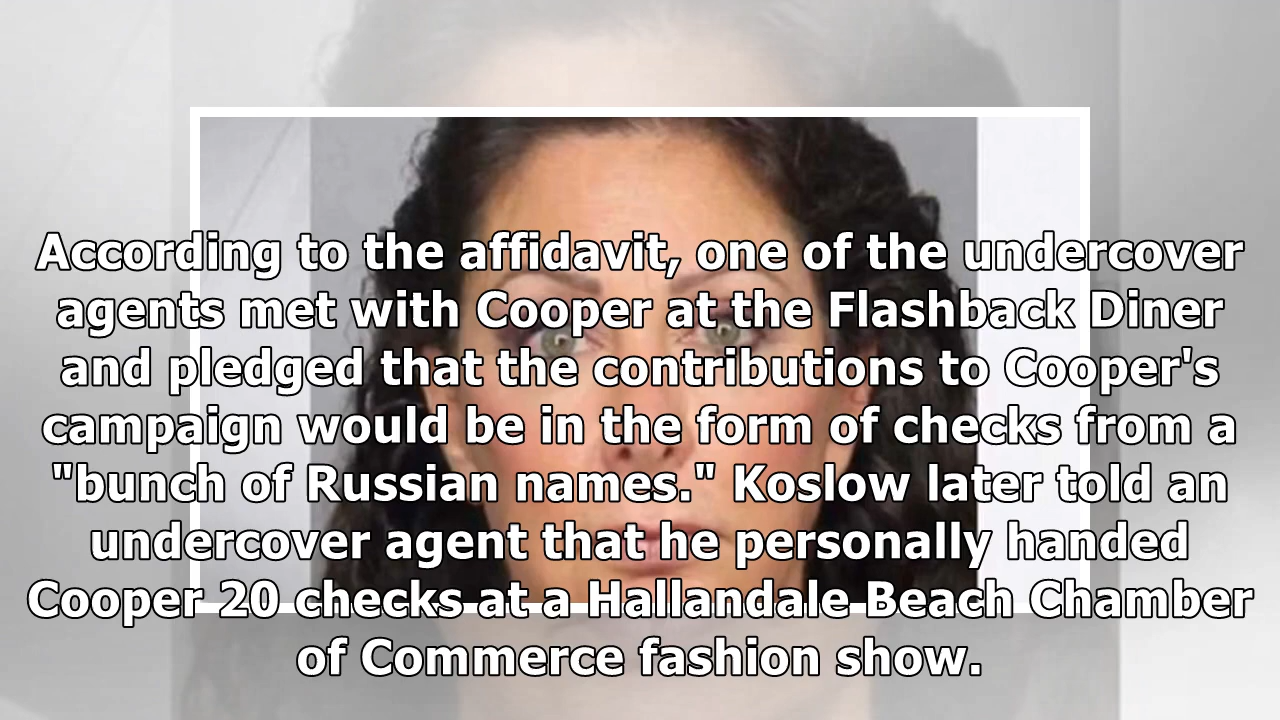 According to the affidavit, one of the undercover
agents met with Cooper at the Flashback Diner
and pledged that the contributions to Cooper's
campaign would be in the form of checks from a
"bunch of Russian names." Koslow later told an
undercover agent that he personally handed
Cooper 20 checks at a Hallandale Beach Chamber
of Commerce fashion show.